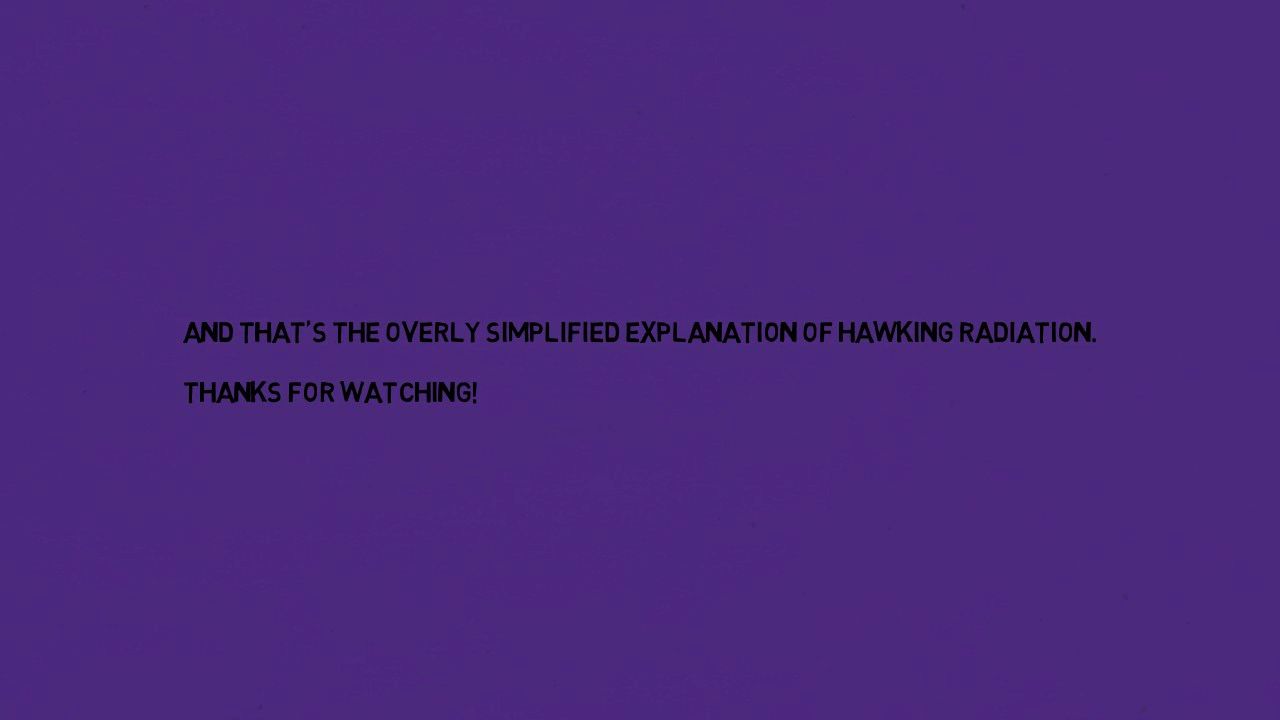 AND THAT'S THE OVERLY SIMPLIFIED EXPLANATION OF HAWKING RADIATION.
THANKS FOR WATCHING!